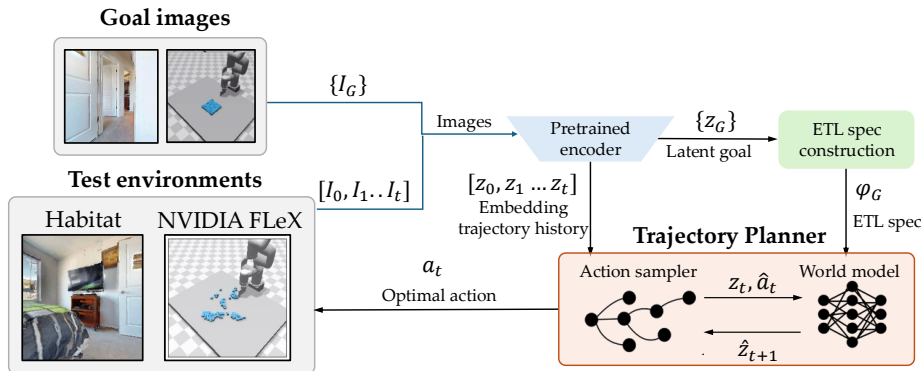 Goal images
{I_G}
Images
Pretrained
encoder
{z_G}
Latent goal
ETL spec
construction
Test environments
[I_0, I_1 . . I_t]
Habitat
NVIDIA FLeX
[z_0, z_1 ... z_t]
Embedding
trajectory history
φ_G
ETL spec
Trajectory Planner
a_t
Optimal action
Action sampler
World model
z_t, â_t
ẑ_{t+1}